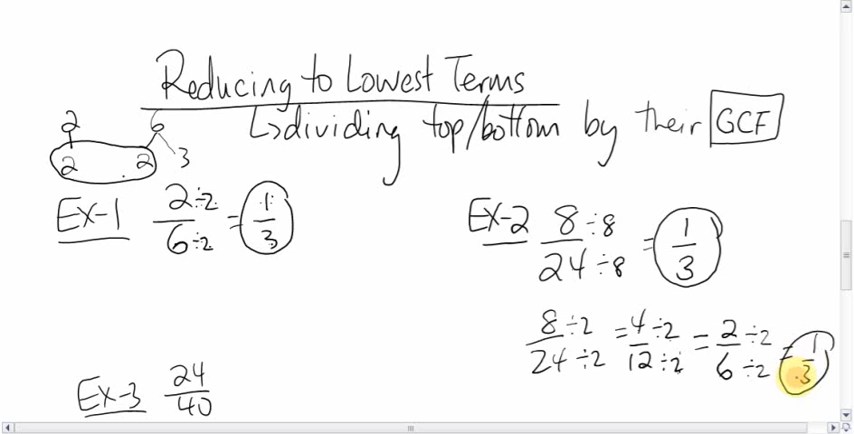 Reducing to Lowest Terms
↳dividing top/bottom by their GCF
2 6
2 2 3
Ex-1 2÷2/6÷2 = 1/3
Ex-2 8÷8/24÷8 = 1/3
8÷2/24÷2 = 4÷2/12÷2 = 2÷2/6÷2 = 1/3
Ex-3 24/40